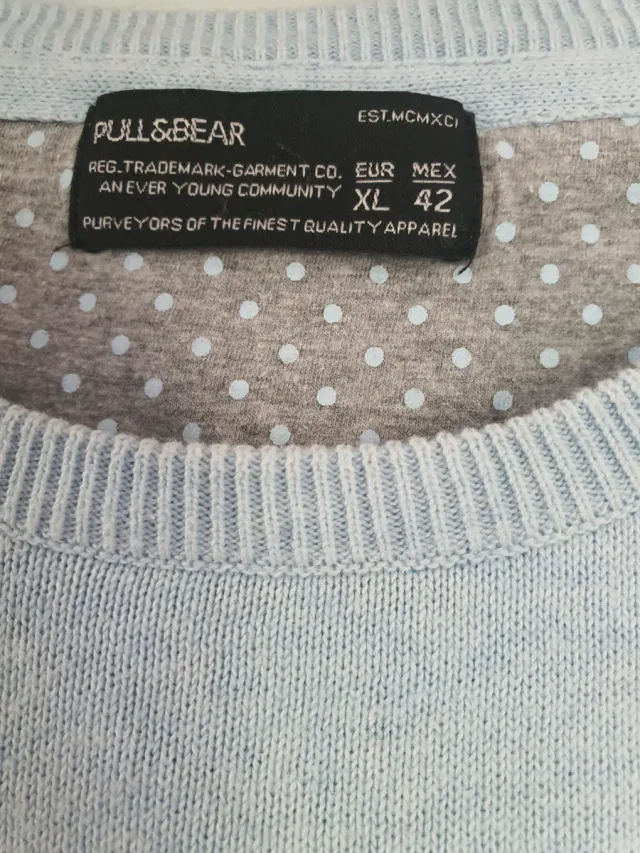 PULL&BEAR
EST.MCMXCI
REG.TRADEMARK-GARMENT CO.
AN EVER YOUNG COMMUNITY
EUR MEX
XL 42
PURVEYORS OF THE FINEST QUALITY APPAREL